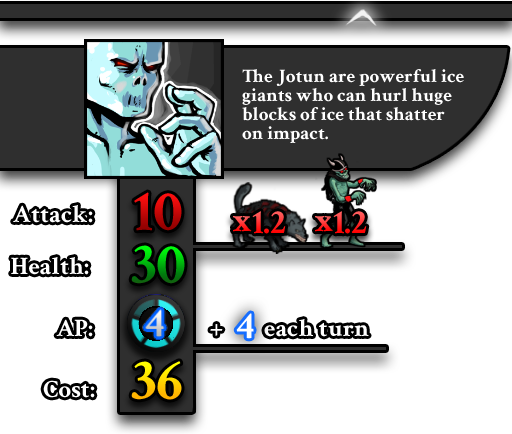 The Jotun are powerful ice
giants who can hurl huge
blocks of ice that shatter
on impact.
Attack: 10 x1.2 x1.2
Health: 30
AP: 4 + 4 each turn
Cost: 36